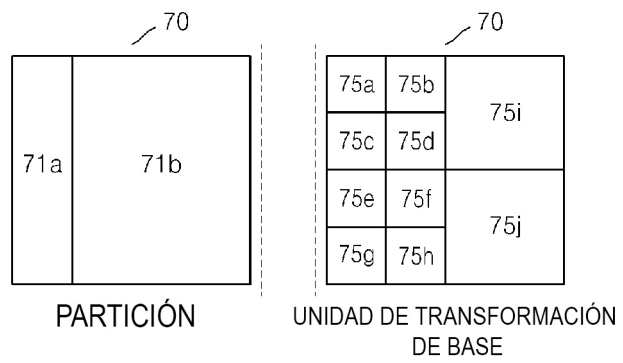 70
70
71a 71b
75a 75b 75i
75c 75d
75e 75f 75j
75g 75h
PARTICIÓN
UNIDAD DE TRANSFORMACIÓN
DE BASE